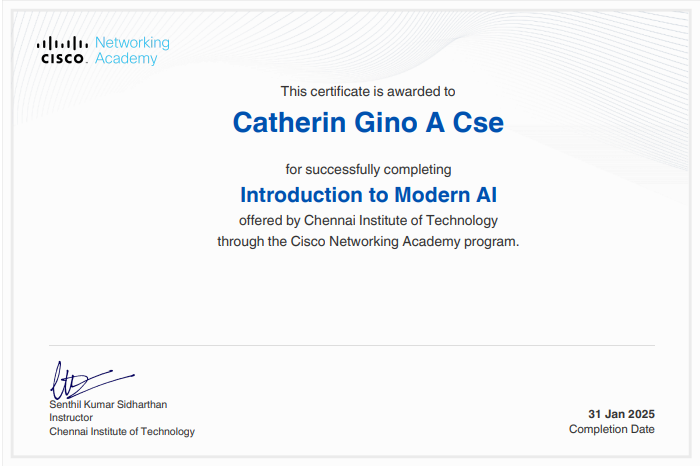 CISCO. Networking Academy
This certificate is awarded to
Catherin Gino A Cse
for successfully completing
Introduction to Modern AI
offered by Chennai Institute of Technology
through the Cisco Networking Academy program.
Senthil Kumar Sidharthan
Instructor
Chennai Institute of Technology
31 Jan 2025
Completion Date